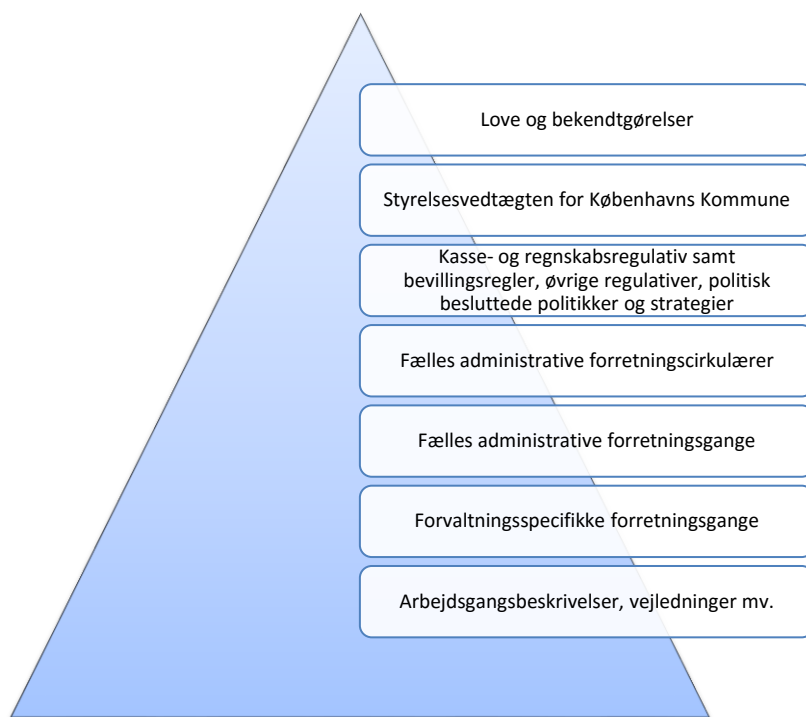 Love og bekendtgørelser
Styrelsesvedtægten for Københavns Kommune
Kasse- og regnskabsregulativ samt
bevillingsregler, øvrige regulativer, politisk
besluttede politikker og strategier
Fælles administrative forretningscirkulærer
Fælles administrative forretningsgange
Forvaltningsspecifikke forretningsgange
Arbejdsgangsbeskrivelser, vejledninger mv.